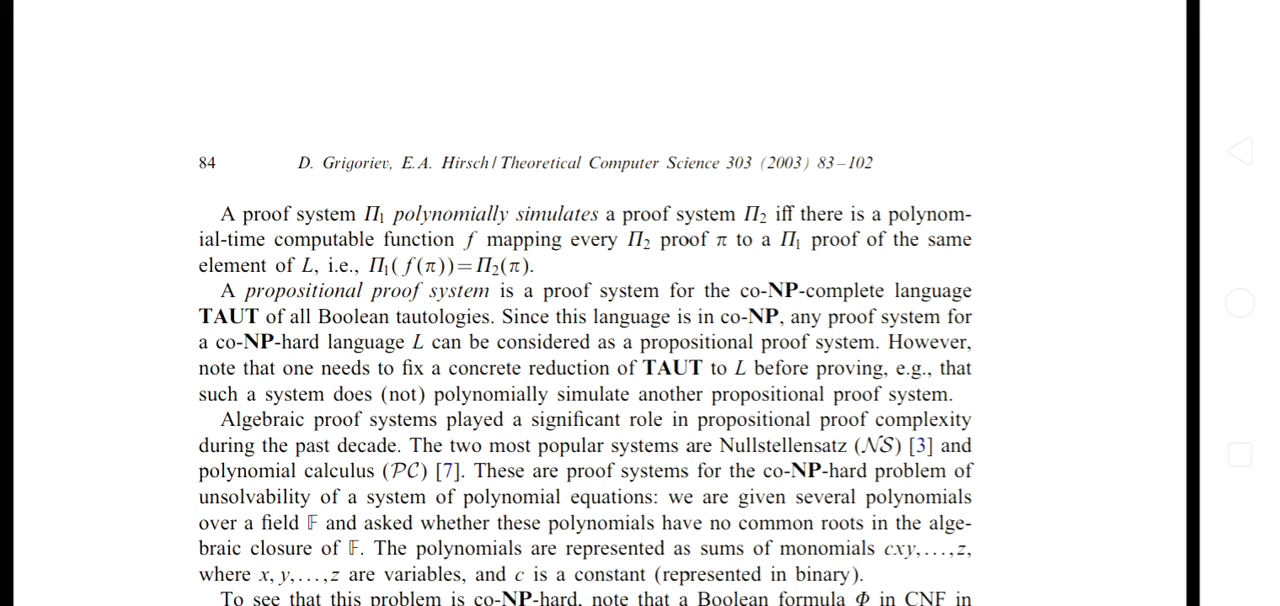 84 D. Grigoriev, E.A. Hirsch / Theoretical Computer Science 303 (2003) 83–102
A proof system Π₁ polynomially simulates a proof system Π₂ iff there is a polynom-
ial-time computable function f mapping every Π₂ proof π to a Π₁ proof of the same
element of L, i.e., Π₁(f(π))=Π₂(π).
A propositional proof system is a proof system for the co-NP-complete language
TAUT of all Boolean tautologies. Since this language is in co-NP, any proof system for
a co-NP-hard language L can be considered as a propositional proof system. However,
note that one needs to fix a concrete reduction of TAUT to L before proving, e.g., that
such a system does (not) polynomially simulate another propositional proof system.
Algebraic proof systems played a significant role in propositional proof complexity
during the past decade. The two most popular systems are Nullstellensatz (𝒩𝒮) [3] and
polynomial calculus (𝒫𝒞) [7]. These are proof systems for the co-NP-hard problem of
unsolvability of a system of polynomial equations: we are given several polynomials
over a field 𝔽 and asked whether these polynomials have no common roots in the alge-
braic closure of 𝔽. The polynomials are represented as sums of monomials cxy,...,z,
where x, y,...,z are variables, and c is a constant (represented in binary).
To see that this problem is co-NP-hard, note that a Boolean formula Φ in CNF in